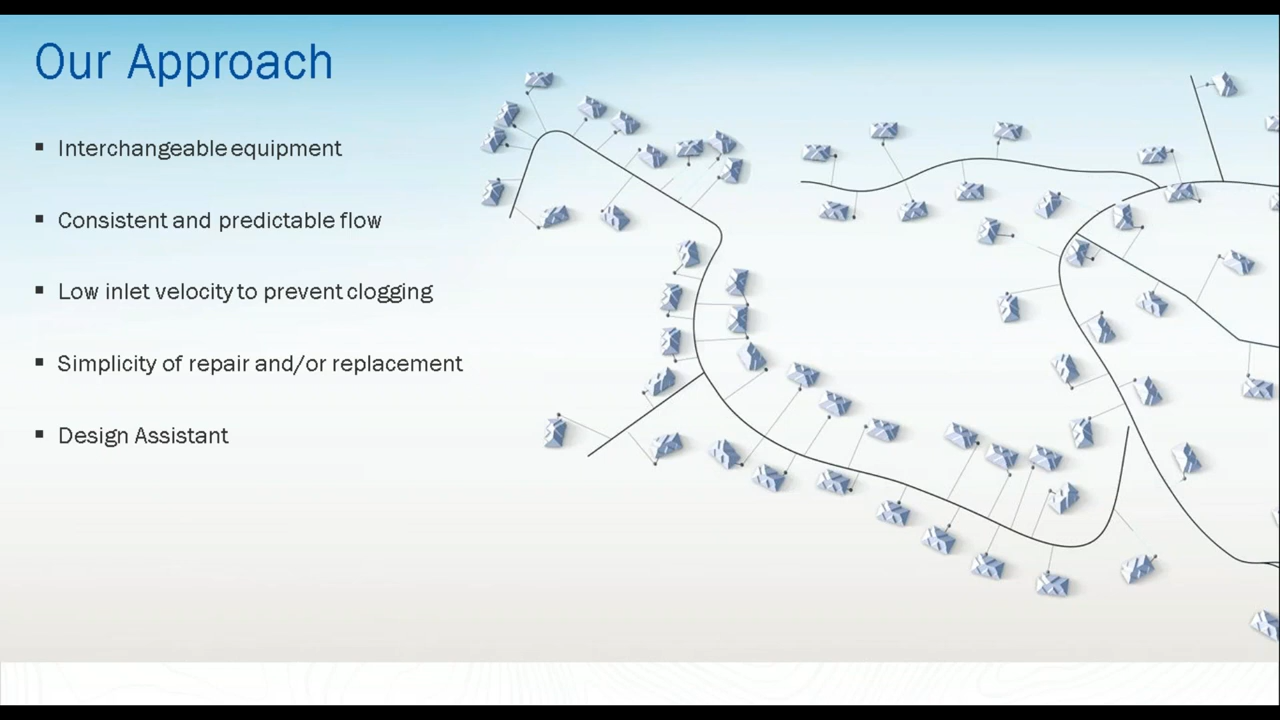 Our Approach
▪ Interchangeable equipment
▪ Consistent and predictable flow
▪ Low inlet velocity to prevent clogging
▪ Simplicity of repair and/or replacement
▪ Design Assistant